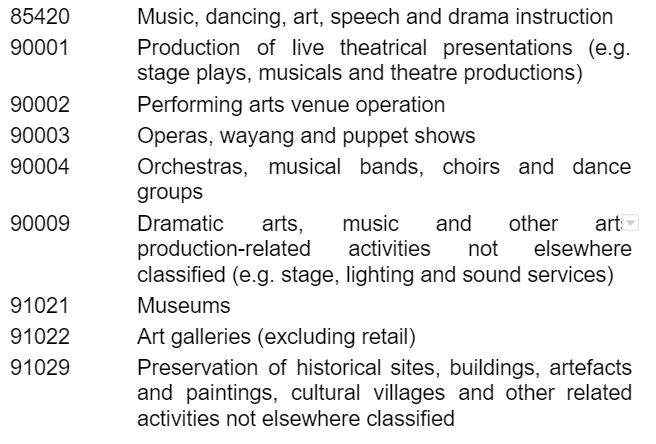 85420 Music, dancing, art, speech and drama instruction
90001 Production of live theatrical presentations (e.g.
stage plays, musicals and theatre productions)
90002 Performing arts venue operation
90003 Operas, wayang and puppet shows
90004 Orchestras, musical bands, choirs and dance
groups
90009 Dramatic arts, music and other art
production-related activities not elsewhere
classified (e.g. stage, lighting and sound services)
91021 Museums
91022 Art galleries (excluding retail)
91029 Preservation of historical sites, buildings, artefacts
and paintings, cultural villages and other related
activities not elsewhere classified